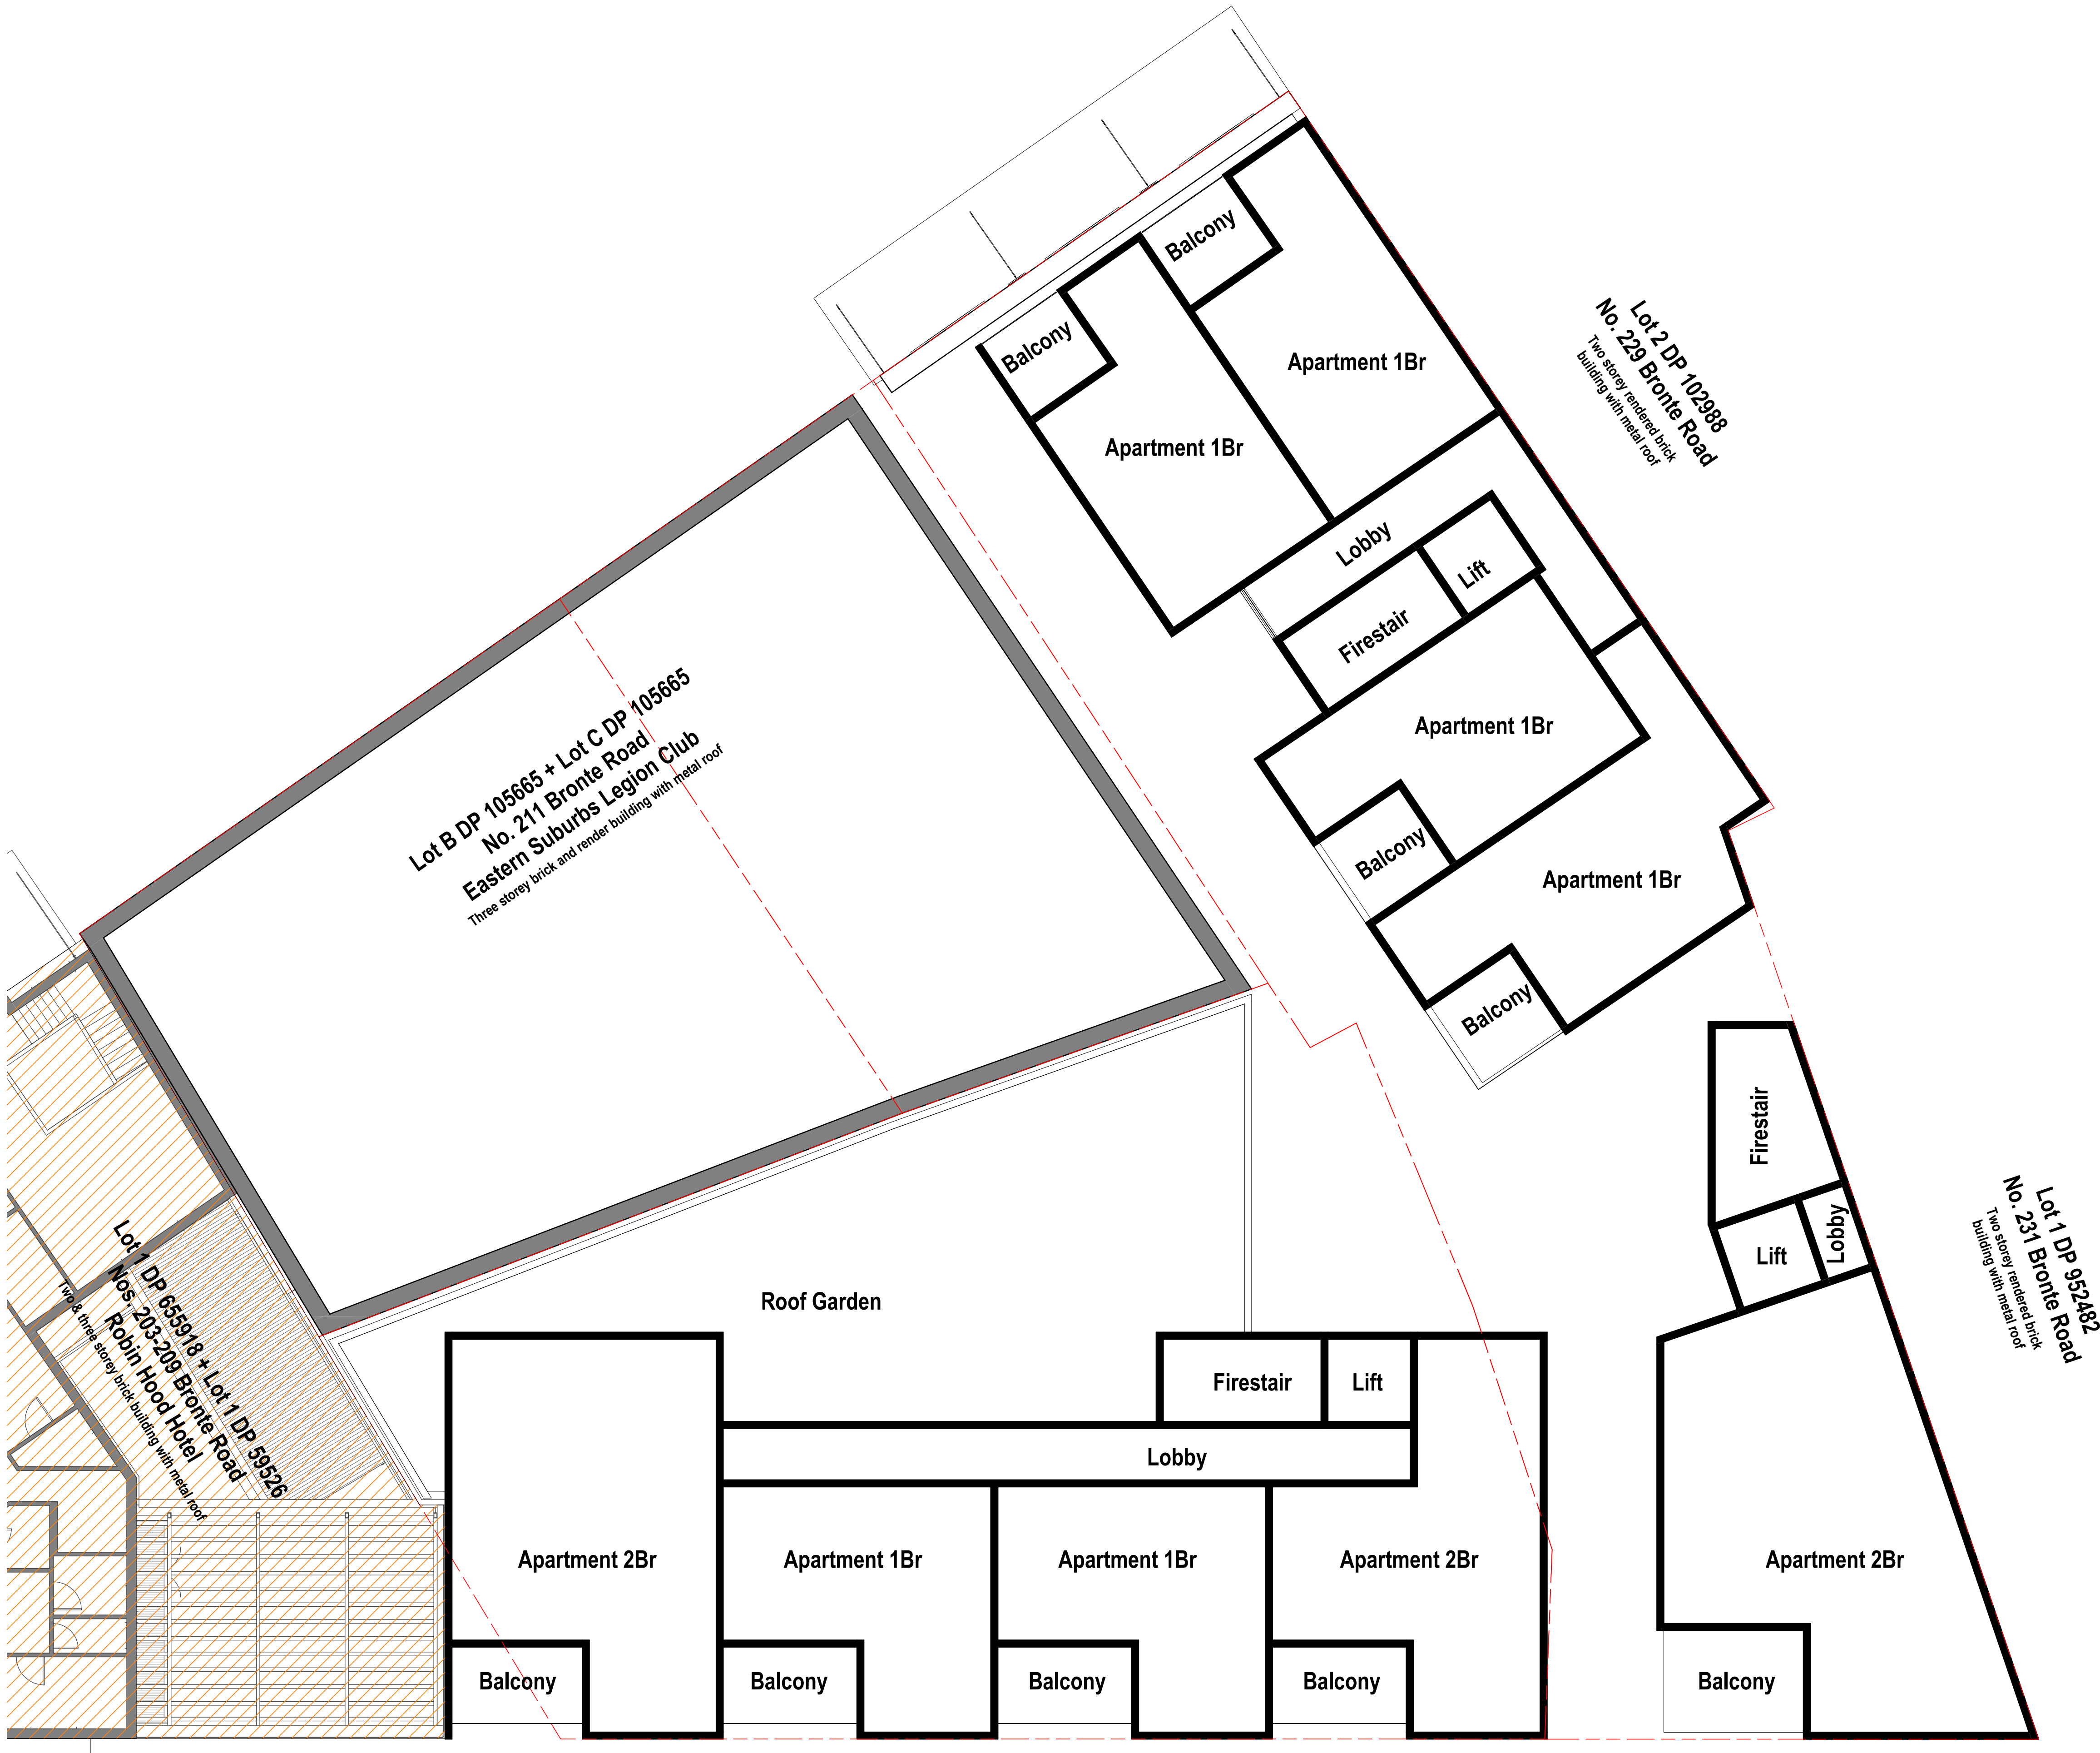 Balcony
Balcony
Apartment 1Br
Apartment 1Br
Lot 2 DP 102988
No. 229 Bronte Road
Two storey rendered brick
building with metal roof
Lobby
Lift
Firestair
Apartment 1Br
Balcony
Apartment 1Br
Balcony
Lot B DP 105665 + Lot C DP 105665
No. 211 Bronte Road
Eastern Suburbs Legion Club
Three storey brick and render building with metal roof
Firestair
Lift
Lobby
Lot 1 DP 952482
No. 231 Bronte Road
Two storey rendered brick
building with metal roof
Lot 1 DP 655918 + Lot 1 DP 59526
Nos. 203-209 Bronte Road
Robin Hood Hotel
Two & three storey brick building with metal roof
Roof Garden
Firestair
Lift
Lobby
Apartment 2Br
Apartment 1Br
Apartment 1Br
Apartment 2Br
Apartment 2Br
Balcony
Balcony
Balcony
Balcony
Balcony